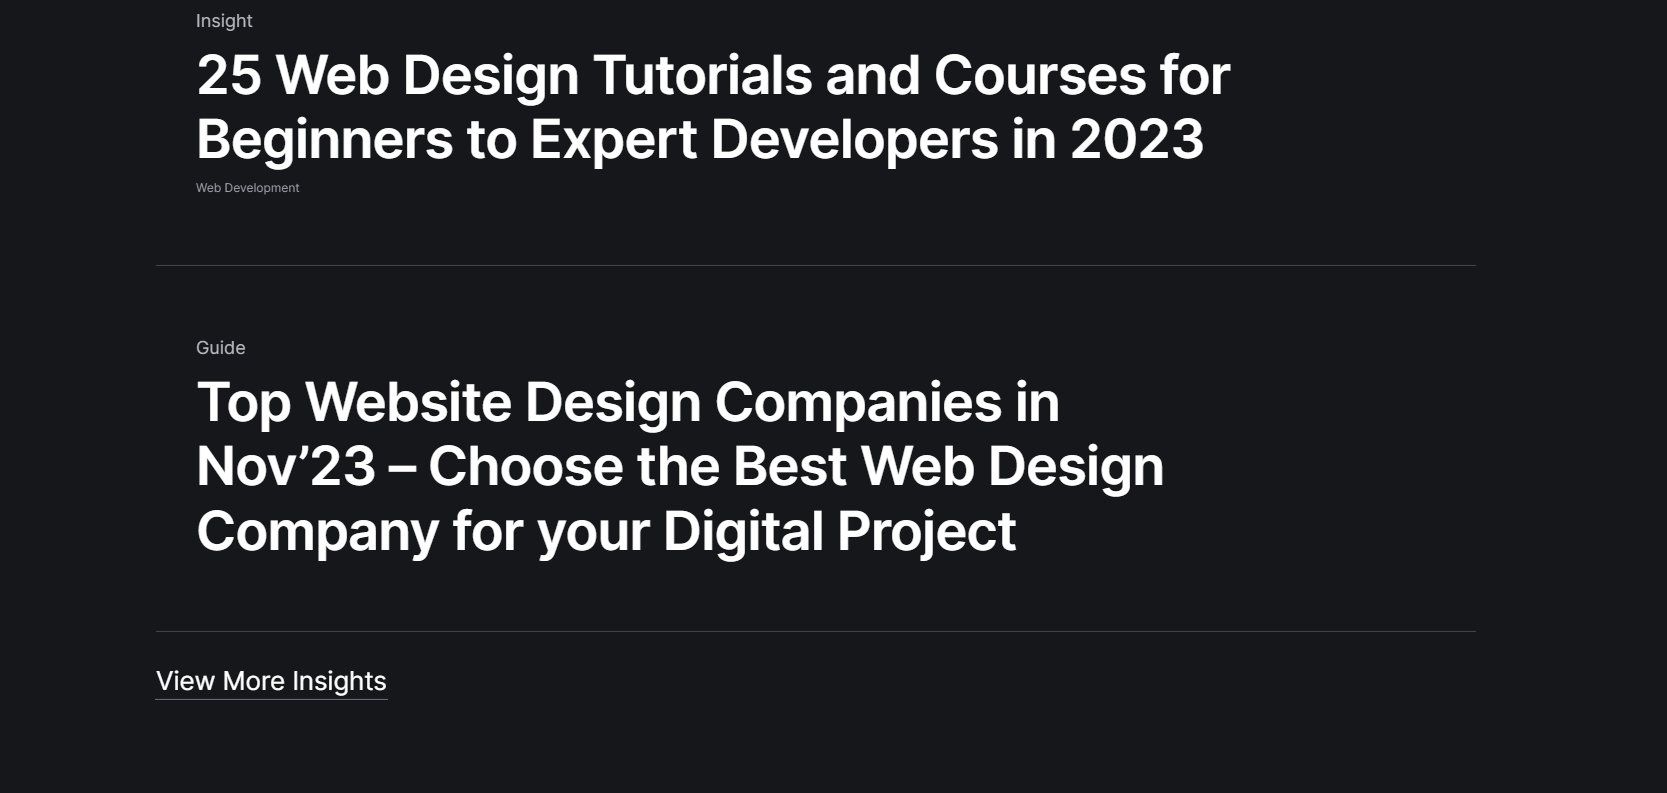 Insight
25 Web Design Tutorials and Courses for
Beginners to Expert Developers in 2023
Web Development
Guide
Top Website Design Companies in
Nov’23 – Choose the Best Web Design
Company for your Digital Project
View More Insights